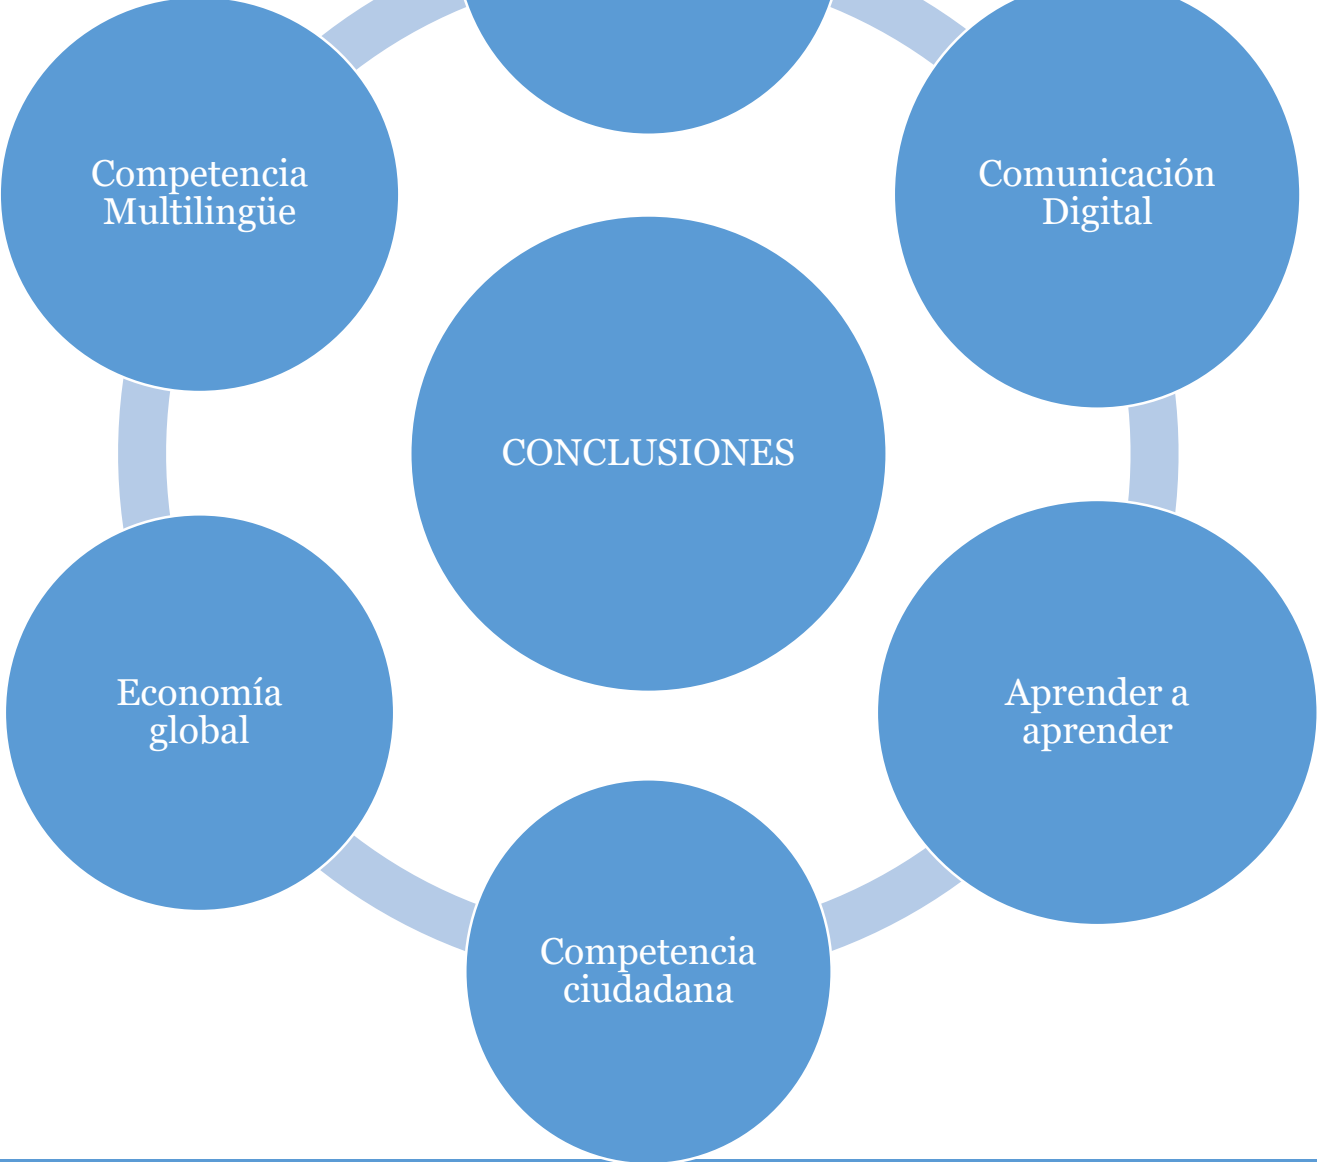 Competencia
Multilingüe
Comunicación
Digital
CONCLUSIONES
Economía
global
Aprender a
aprender
Competencia
ciudadana